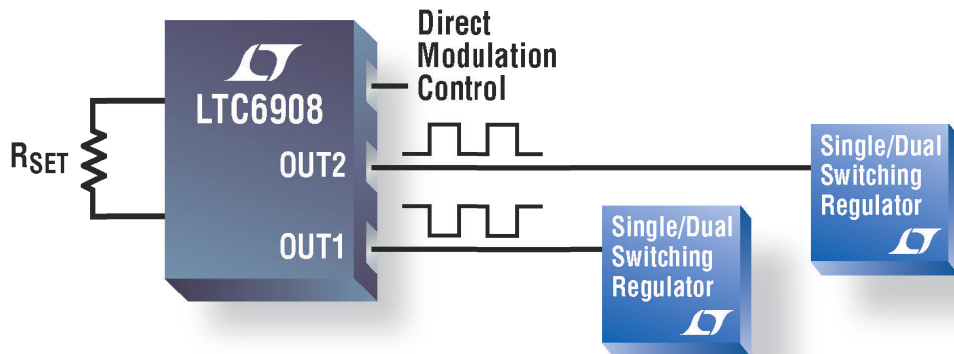 Direct
Modulation
Control
LTC6908
RSET
OUT2
OUT1
Single/Dual
Switching
Regulator
Single/Dual
Switching
Regulator